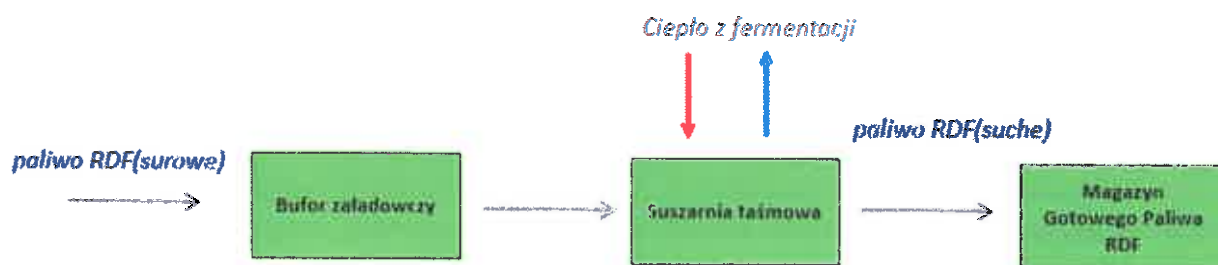 Ciepło z fermentacji
paliwo RDF(surowe)
paliwo RDF(suche)
Bufor załadowczy
Suszarnia taśmowa
Magazyn
Gotowego Paliwa
RDF